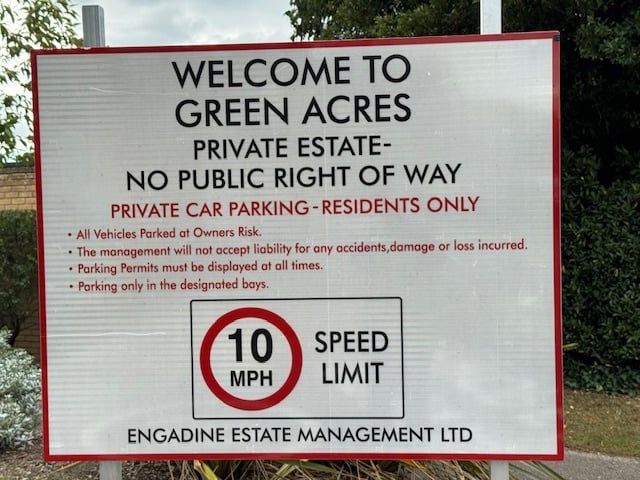 WELCOME TO
GREEN ACRES
PRIVATE ESTATE-
NO PUBLIC RIGHT OF WAY
PRIVATE CAR PARKING-RESIDENTS ONLY
• All Vehicles Parked at Owners Risk.
• The management will not accept liability for any accidents,damage or loss incurred.
• Parking Permits must be displayed at all times.
• Parking only in the designated bays.
10
MPH
SPEED
LIMIT
ENGADINE ESTATE MANAGEMENT LTD